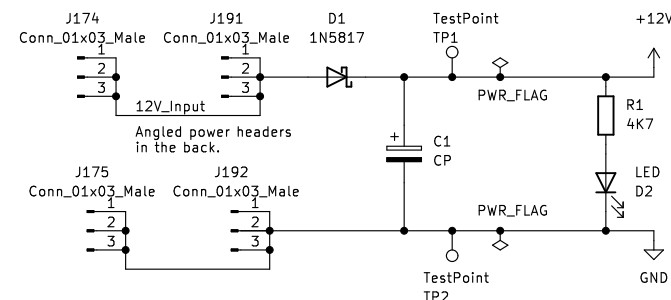 J174
Conn_01x03_Male
1
2
3
J191
Conn_01x03_Male
1
2
3
D1
1N5817
TestPoint
TP1
+12V
12V_Input
Angled power headers
in the back.
PWR_FLAG
R1
4K7
+
C1
CP
J175
Conn_01x03_Male
1
2
3
J192
Conn_01x03_Male
1
2
3
LED
D2
PWR_FLAG
TestPoint
TP2
GND